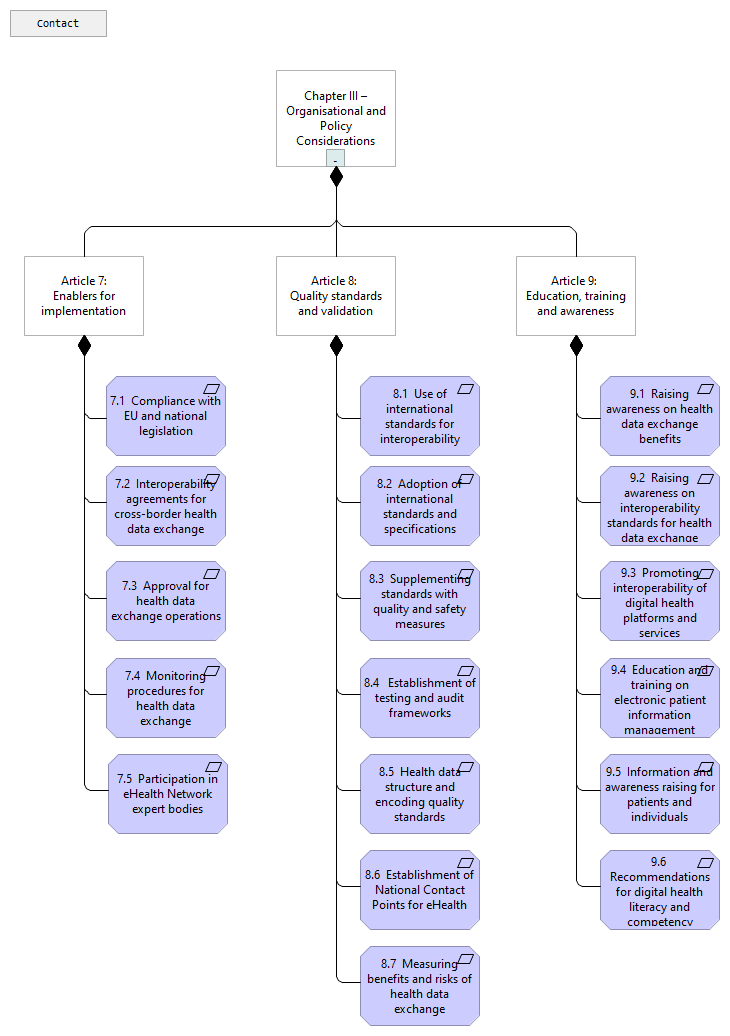 Contact
Chapter III –
Organisational and
Policy
Considerations
-
Article 7:
Enablers for
implementation
7.1 Compliance with
EU and national
legislation
7.2 Interoperability
agreements for
cross-border health
data exchange
7.3 Approval for
health data
exchange operations
7.4 Monitoring
procedures for
health data
exchange
7.5 Participation in
eHealth Network
expert bodies
Article 8:
Quality standards
and validation
8.1 Use of
international
standards for
interoperability
8.2 Adoption of
international
standards and
specifications
8.3 Supplementing
standards with
quality and safety
measures
8.4 Establishment of
testing and audit
frameworks
8.5 Health data
structure and
encoding quality
standards
8.6 Establishment of
National Contact
Points for eHealth
8.7 Measuring
benefits and risks of
health data
exchange
Article 9:
Education, training
and awareness
9.1 Raising
awareness on health
data exchange
benefits
9.2 Raising
awareness on
interoperability
standards for health
data exchange
9.3 Promoting
interoperability of
digital health
platforms and
services
9.4 Education and
training on
electronic patient
information
management
9.5 Information and
awareness raising for
patients and
individuals
9.6
Recommendations
for digital health
literacy and
competency